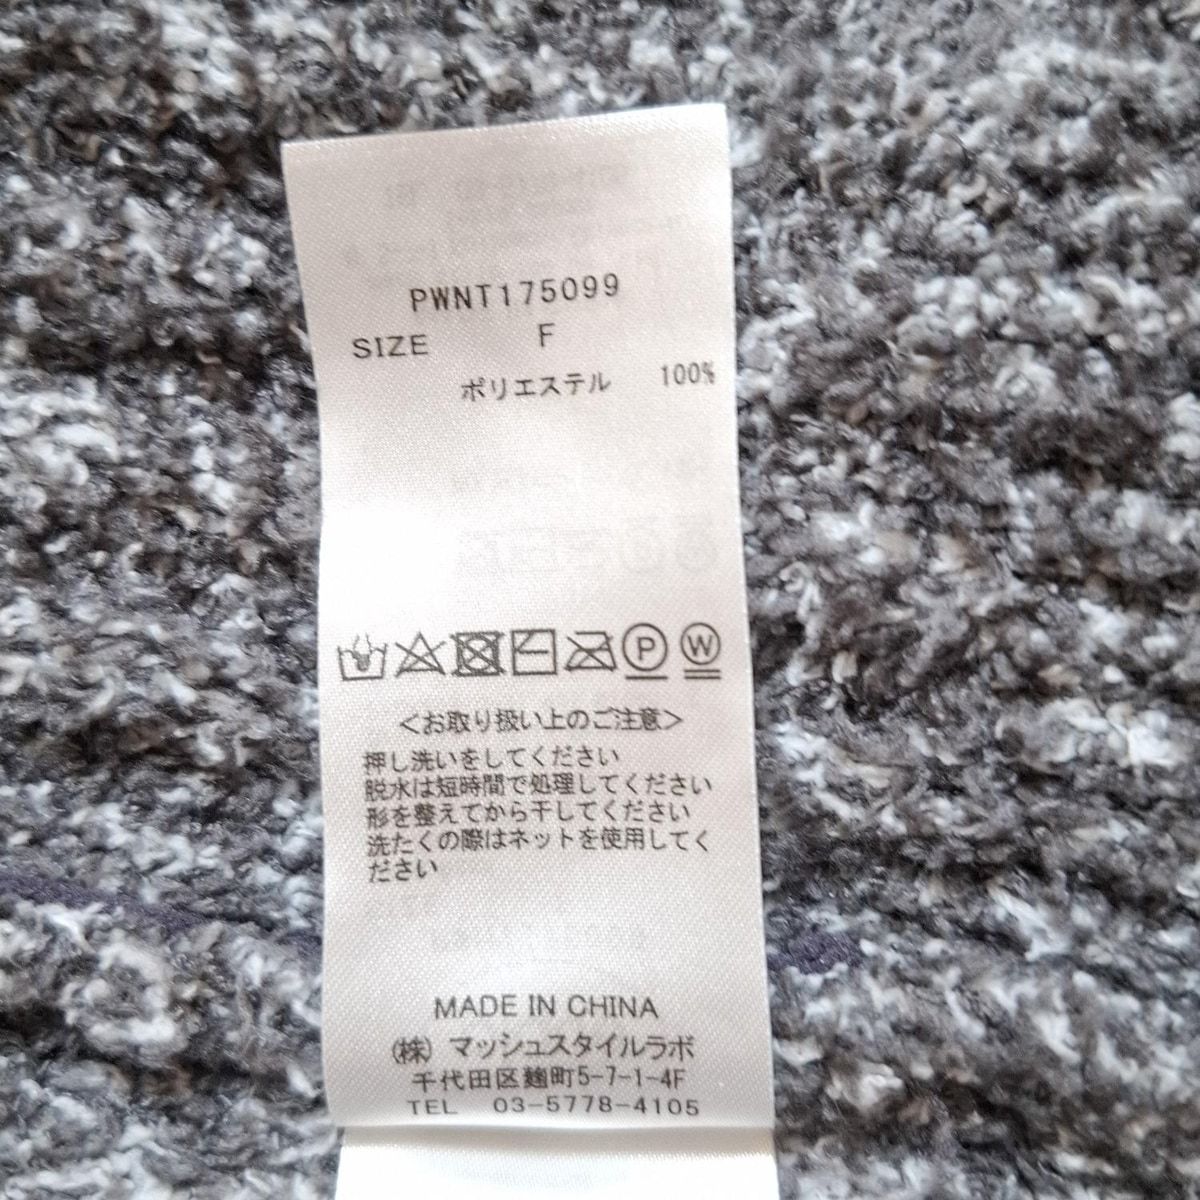 PWNT175099
SIZE F
ポリエステル 100%
P W
<お取り扱い上のご注意>
押し洗いをしてください
脱水は短時間で処理してください
形を整えてから干してください
洗たくの際はネットを使用してく
ださい
MADE IN CHINA
(株) マッシュスタイルラボ
千代田区麹町5-7-1-4F
TEL 03-5778-4105